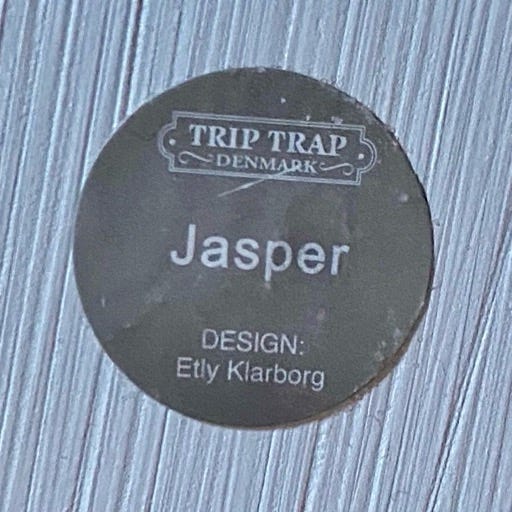 TRIP TRAP
DENMARK
Jasper
DESIGN:
Etly Klarborg